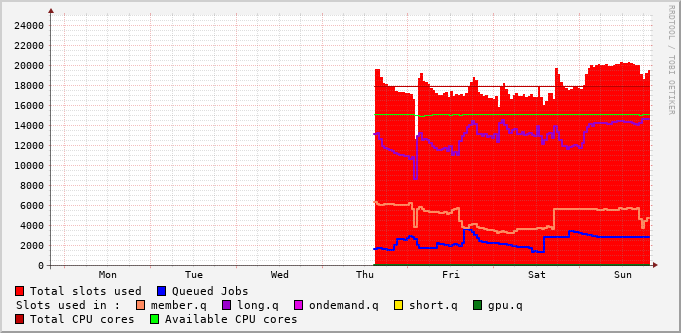 24000
22000
20000
18000
16000
14000
12000
10000
8000
6000
4000
2000
0
Mon Tue Wed Thu Fri Sat Sun
RRDTOOL / TOBI OETIKER
Total slots used Queued Jobs
Slots used in : member.q long.q ondemand.q short.q gpu.q
Total CPU cores Available CPU cores